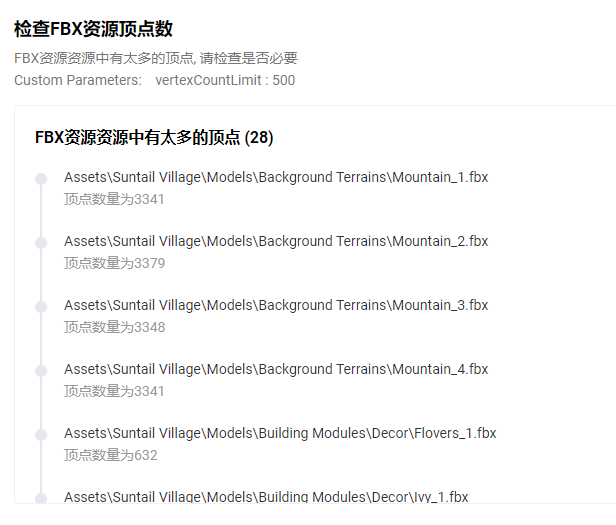 检查FBX资源顶点数
FBX资源资源中有太多的顶点, 请检查是否必要
Custom Parameters: vertexCountLimit : 500
FBX资源资源中有太多的顶点 (28)
Assets\Suntail Village\Models\Background Terrains\Mountain_1.fbx
顶点数量为3341
Assets\Suntail Village\Models\Background Terrains\Mountain_2.fbx
顶点数量为3379
Assets\Suntail Village\Models\Background Terrains\Mountain_3.fbx
顶点数量为3348
Assets\Suntail Village\Models\Background Terrains\Mountain_4.fbx
顶点数量为3341
Assets\Suntail Village\Models\Building Modules\Decor\Flovers_1.fbx
顶点数量为632
Assets\Suntail Village\Models\Building Modules\Decor\Ivy_1.fbx